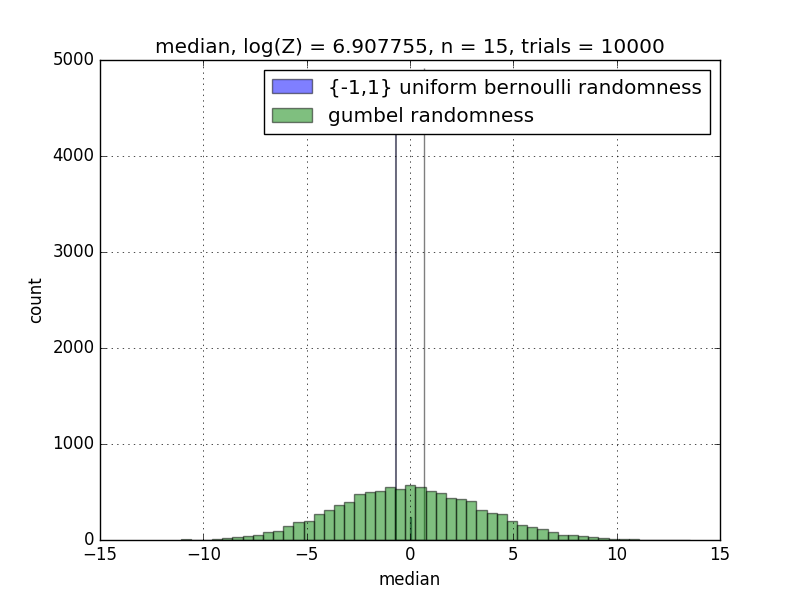 median, log(Z) = 6.907755, n = 15, trials = 10000
{-1,1} uniform bernoulli randomness
gumbel randomness
5000
4000
3000
2000
1000
0
count
−15 −10 −5 0 5 10 15
median